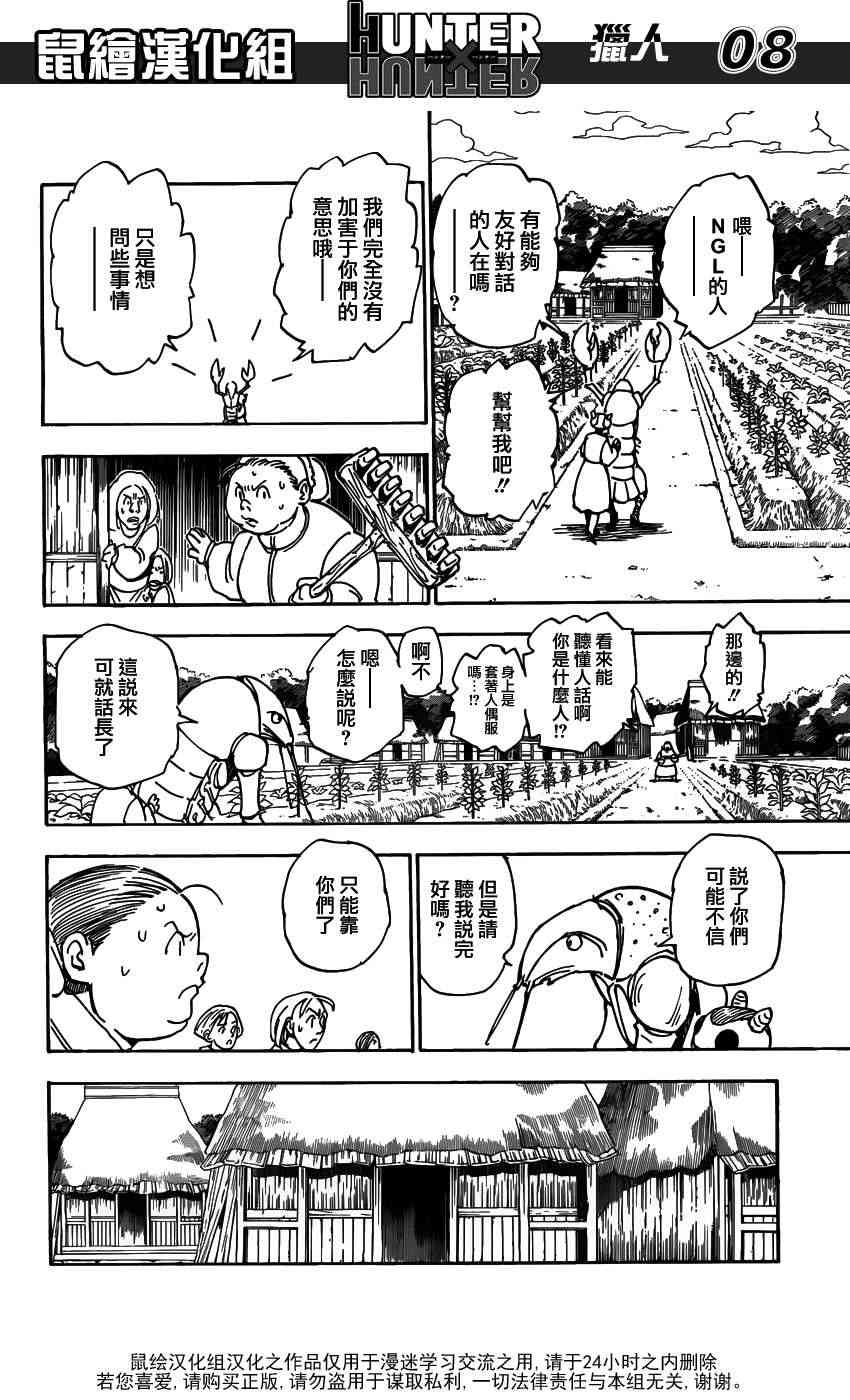 鼠繪漢化組
HUNTER
×
HUNTER
獵人
08
喂——
NGL的人
——
有能夠
友好對話
的人在嗎
——?
幫幫我吧!!
我們完全沒有
加害于你們的
意思哦——
只是想
問些事情
——
那邊的!!
看來能
聽懂人話啊
你是什麼人!?
身上是
套著人偶服
嗎…!?
啊不
嗯——
怎麼說呢?
這說來
可就話長了
說了你們
可能不信
但是請
聽我説完
好嗎?
只能靠
你們了
鼠绘汉化组汉化之作品仅用于漫迷学习交流之用,请于24小时之内删除
若您喜爱,请购买正版,请勿盗用于谋取私利,一切法律责任与本组无关,谢谢。